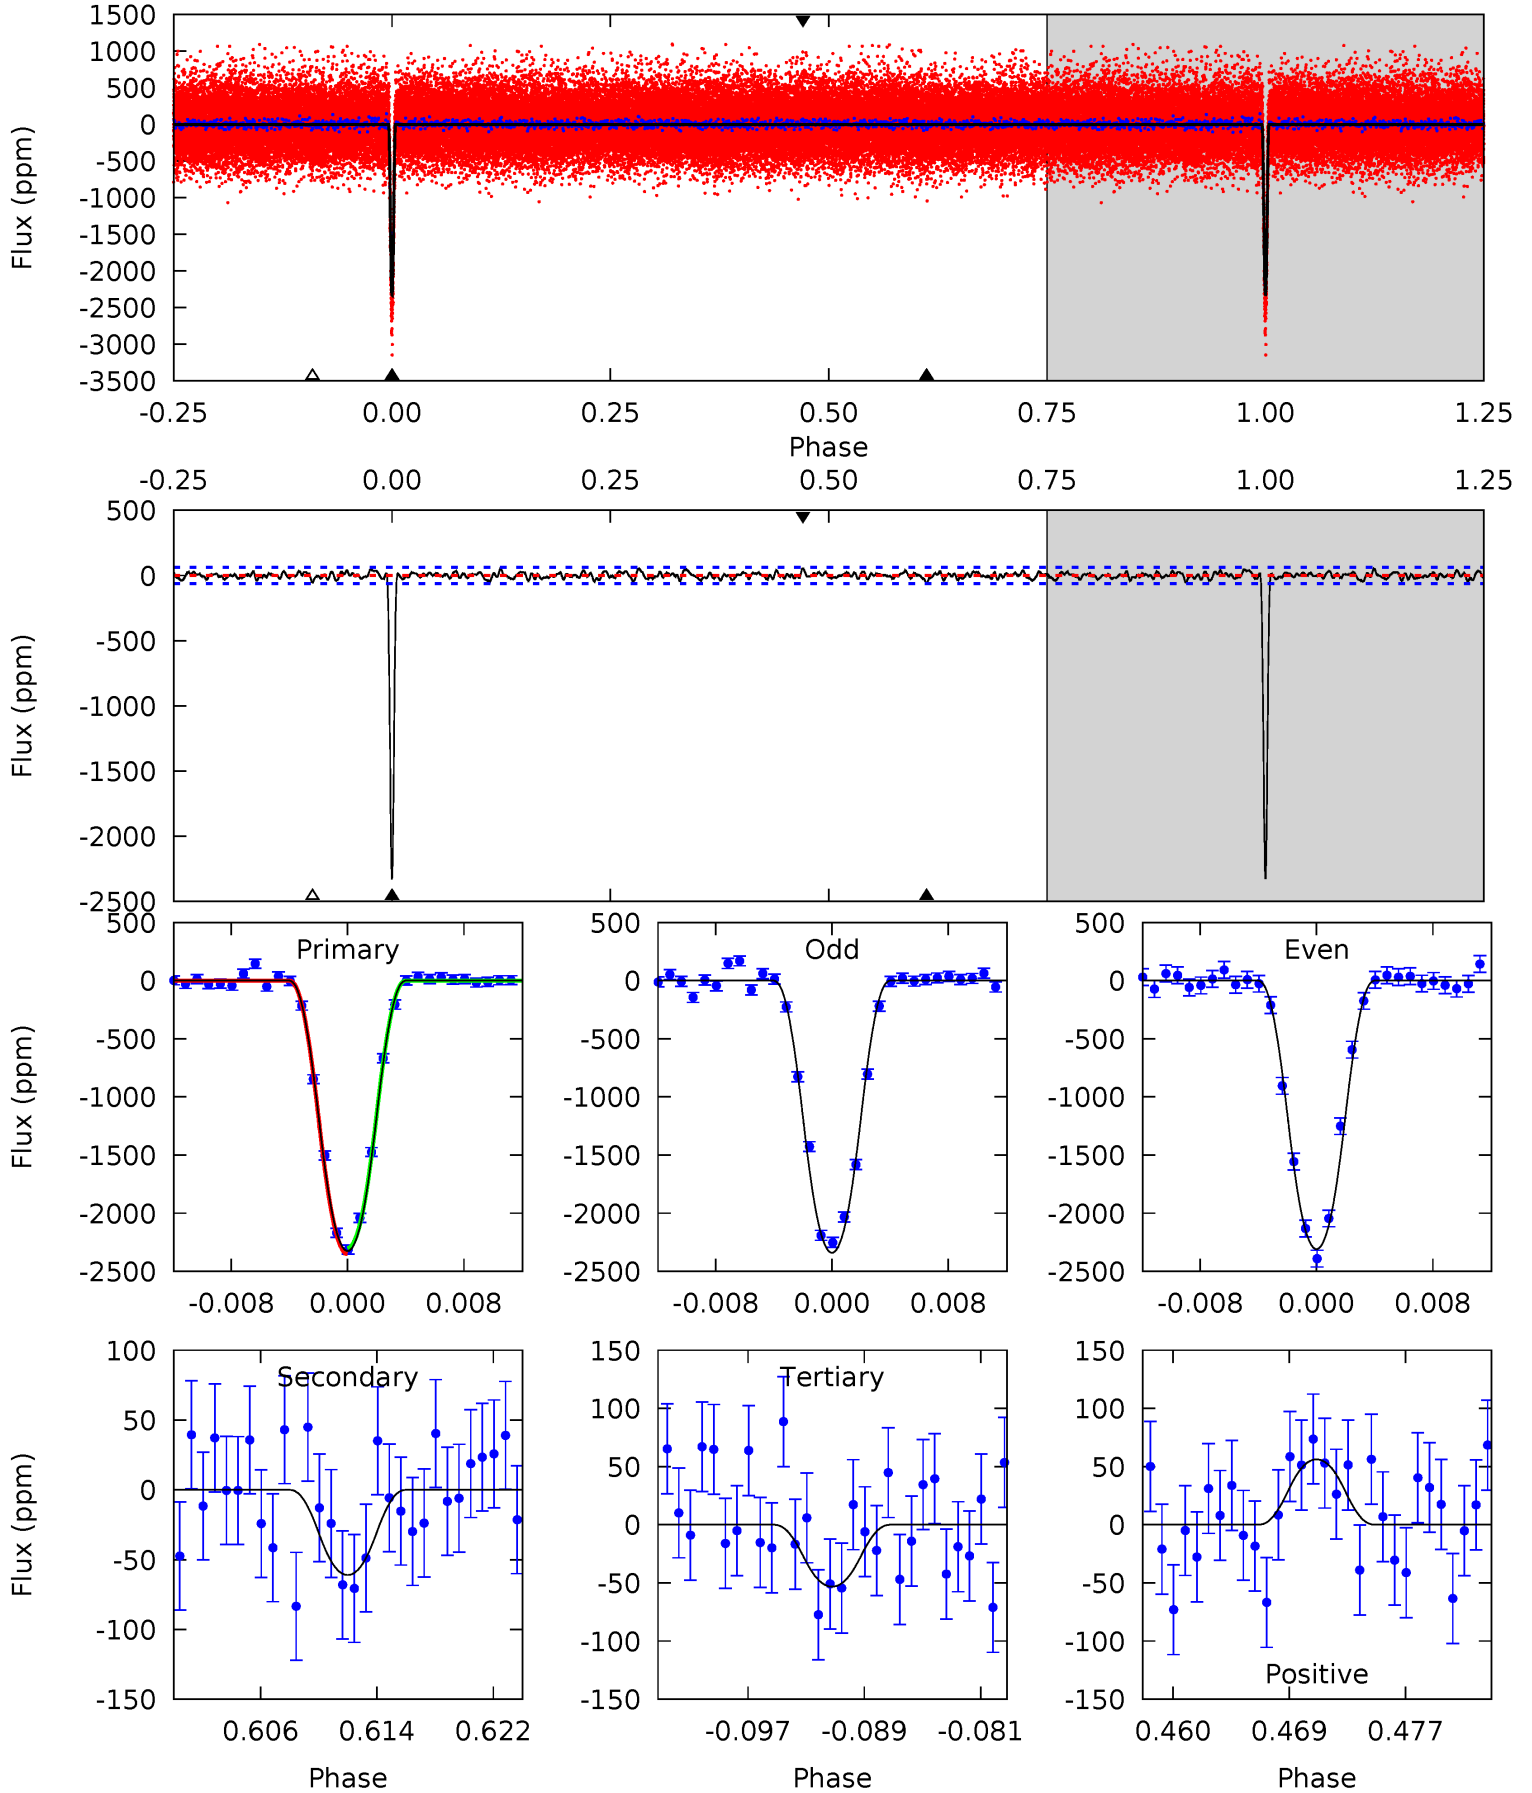 1500
1000
500
0
-500
-1000
-1500
-2000
-2500
-3000
-3500
Flux (ppm)
-0.25 0.00 0.25 0.50 0.75 1.00 1.25
Phase
-0.25 0.00 0.25 0.50 0.75 1.00 1.25
500
0
-500
-1000
-1500
-2000
-2500
Flux (ppm)
Primary Odd Even
500 500 500
0 0 0
-500 -500 -500
-1000 -1000 -1000
-1500 -1500 -1500
-2000 -2000 -2000
-2500 -2500 -2500
Flux (ppm)
-0.008 0.000 0.008 -0.008 0.000 0.008 -0.008 0.000 0.008
Secondary Tertiary Positive
100 150 150
50 100 100
0 50 50
-50 0 0
-100 -50 -50
-150 -100 -100
-150 -150
Flux (ppm)
0.606 0.614 0.622 -0.097 -0.089 -0.081 0.460 0.469 0.477
Phase Phase Phase